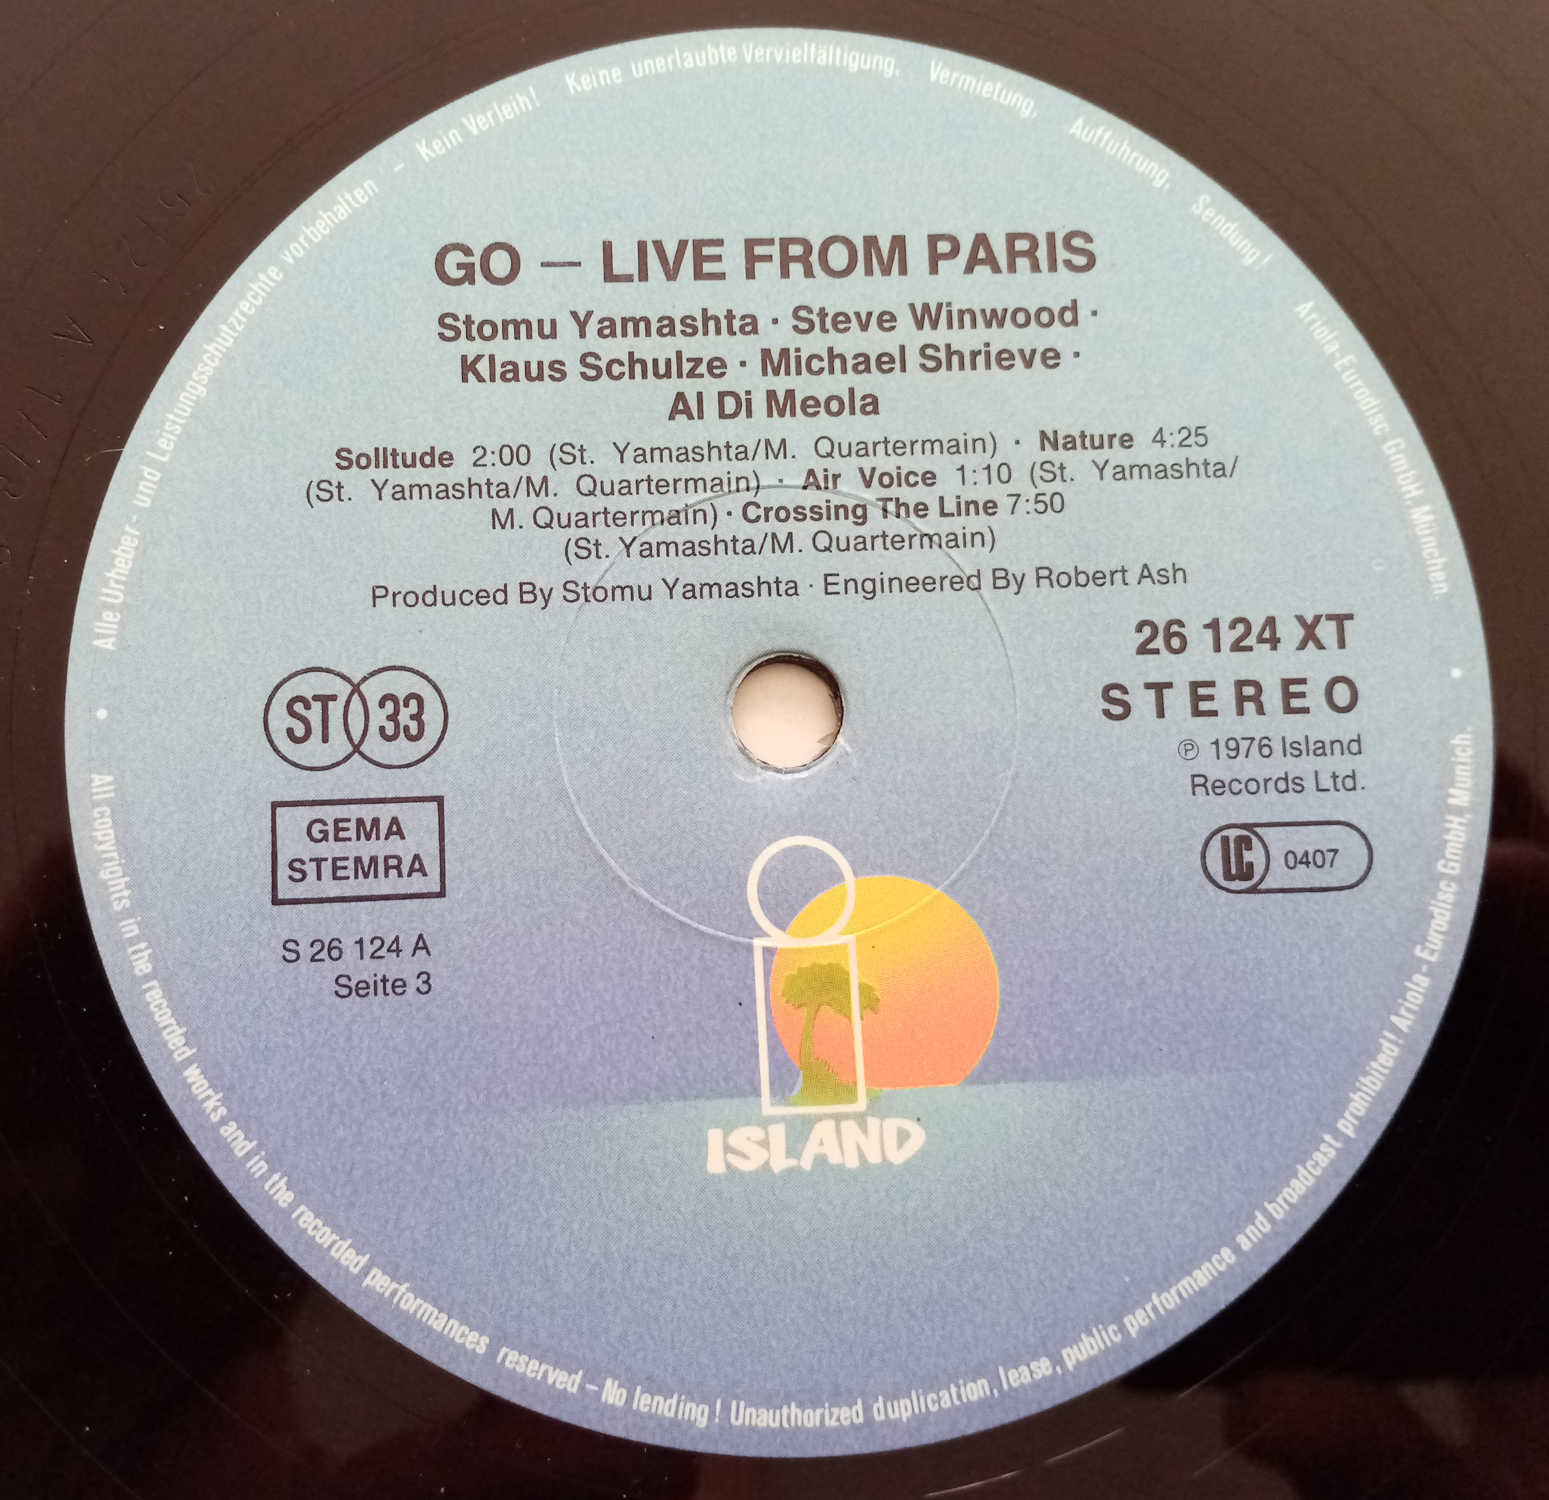 Alle Urheber- und Leistungsschutzrechte vorbehalten – Kein Verleih! Keine unerlaubte Vervielfältigung, Vermietung, Aufführung, Sendung! Ariola-Eurodisc GmbH, München.
GO — LIVE FROM PARIS
Stomu Yamashta · Steve Winwood ·
Klaus Schulze · Michael Shrieve ·
Al Di Meola
Solltude 2:00 (St. Yamashta/M. Quartermain) · Nature 4:25
(St. Yamashta/M. Quartermain) · Air Voice 1:10 (St. Yamashta/
M. Quartermain) · Crossing The Line 7:50
(St. Yamashta/M. Quartermain)
Produced By Stomu Yamashta · Engineered By Robert Ash
26 124 XT
STEREO
℗ 1976 Island
Records Ltd.
LC 0407
ST 33
GEMA
STEMRA
S 26 124 A
Seite 3
ISLAND
All copyrights in the recorded works and in the recorded performances reserved – No lending! Unauthorized duplication, lease, public performance and broadcast prohibited! Ariola-Eurodisc GmbH, Munich.